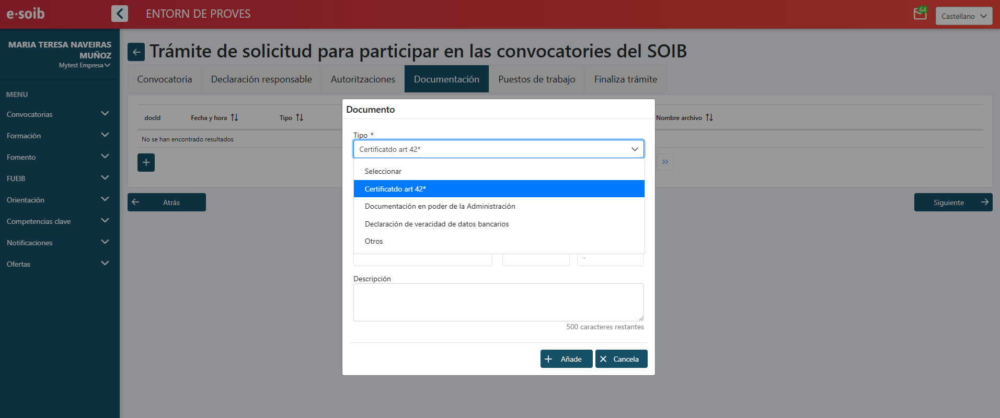 e·soib
ENTORN DE PROVES
64
Castellano
MARIA TERESA NAVEIRAS
MUÑOZ
Mytest Empresa
MENU
Convocatorias
Formación
Fomento
FUEIB
Orientación
Competencias clave
Notificaciones
Ofertas
Trámite de solicitud para participar en las convocatories del SOIB
Convocatoria
Declaración responsable
Autoritzaciones
Documentación
Puestos de trabajo
Finaliza trámite
docId
Fecha y hora
Tipo
Nombre archivo
No se han encontrado resultados
Atrás
Siguiente
Documento
Tipo *
Certificatdo art 42*
Seleccionar
Certificatdo art 42*
Documentación en poder de la Administración
Declaración de veracidad de datos bancarios
Otros
-
Descripción
500 caracteres restantes
Añade
Cancela